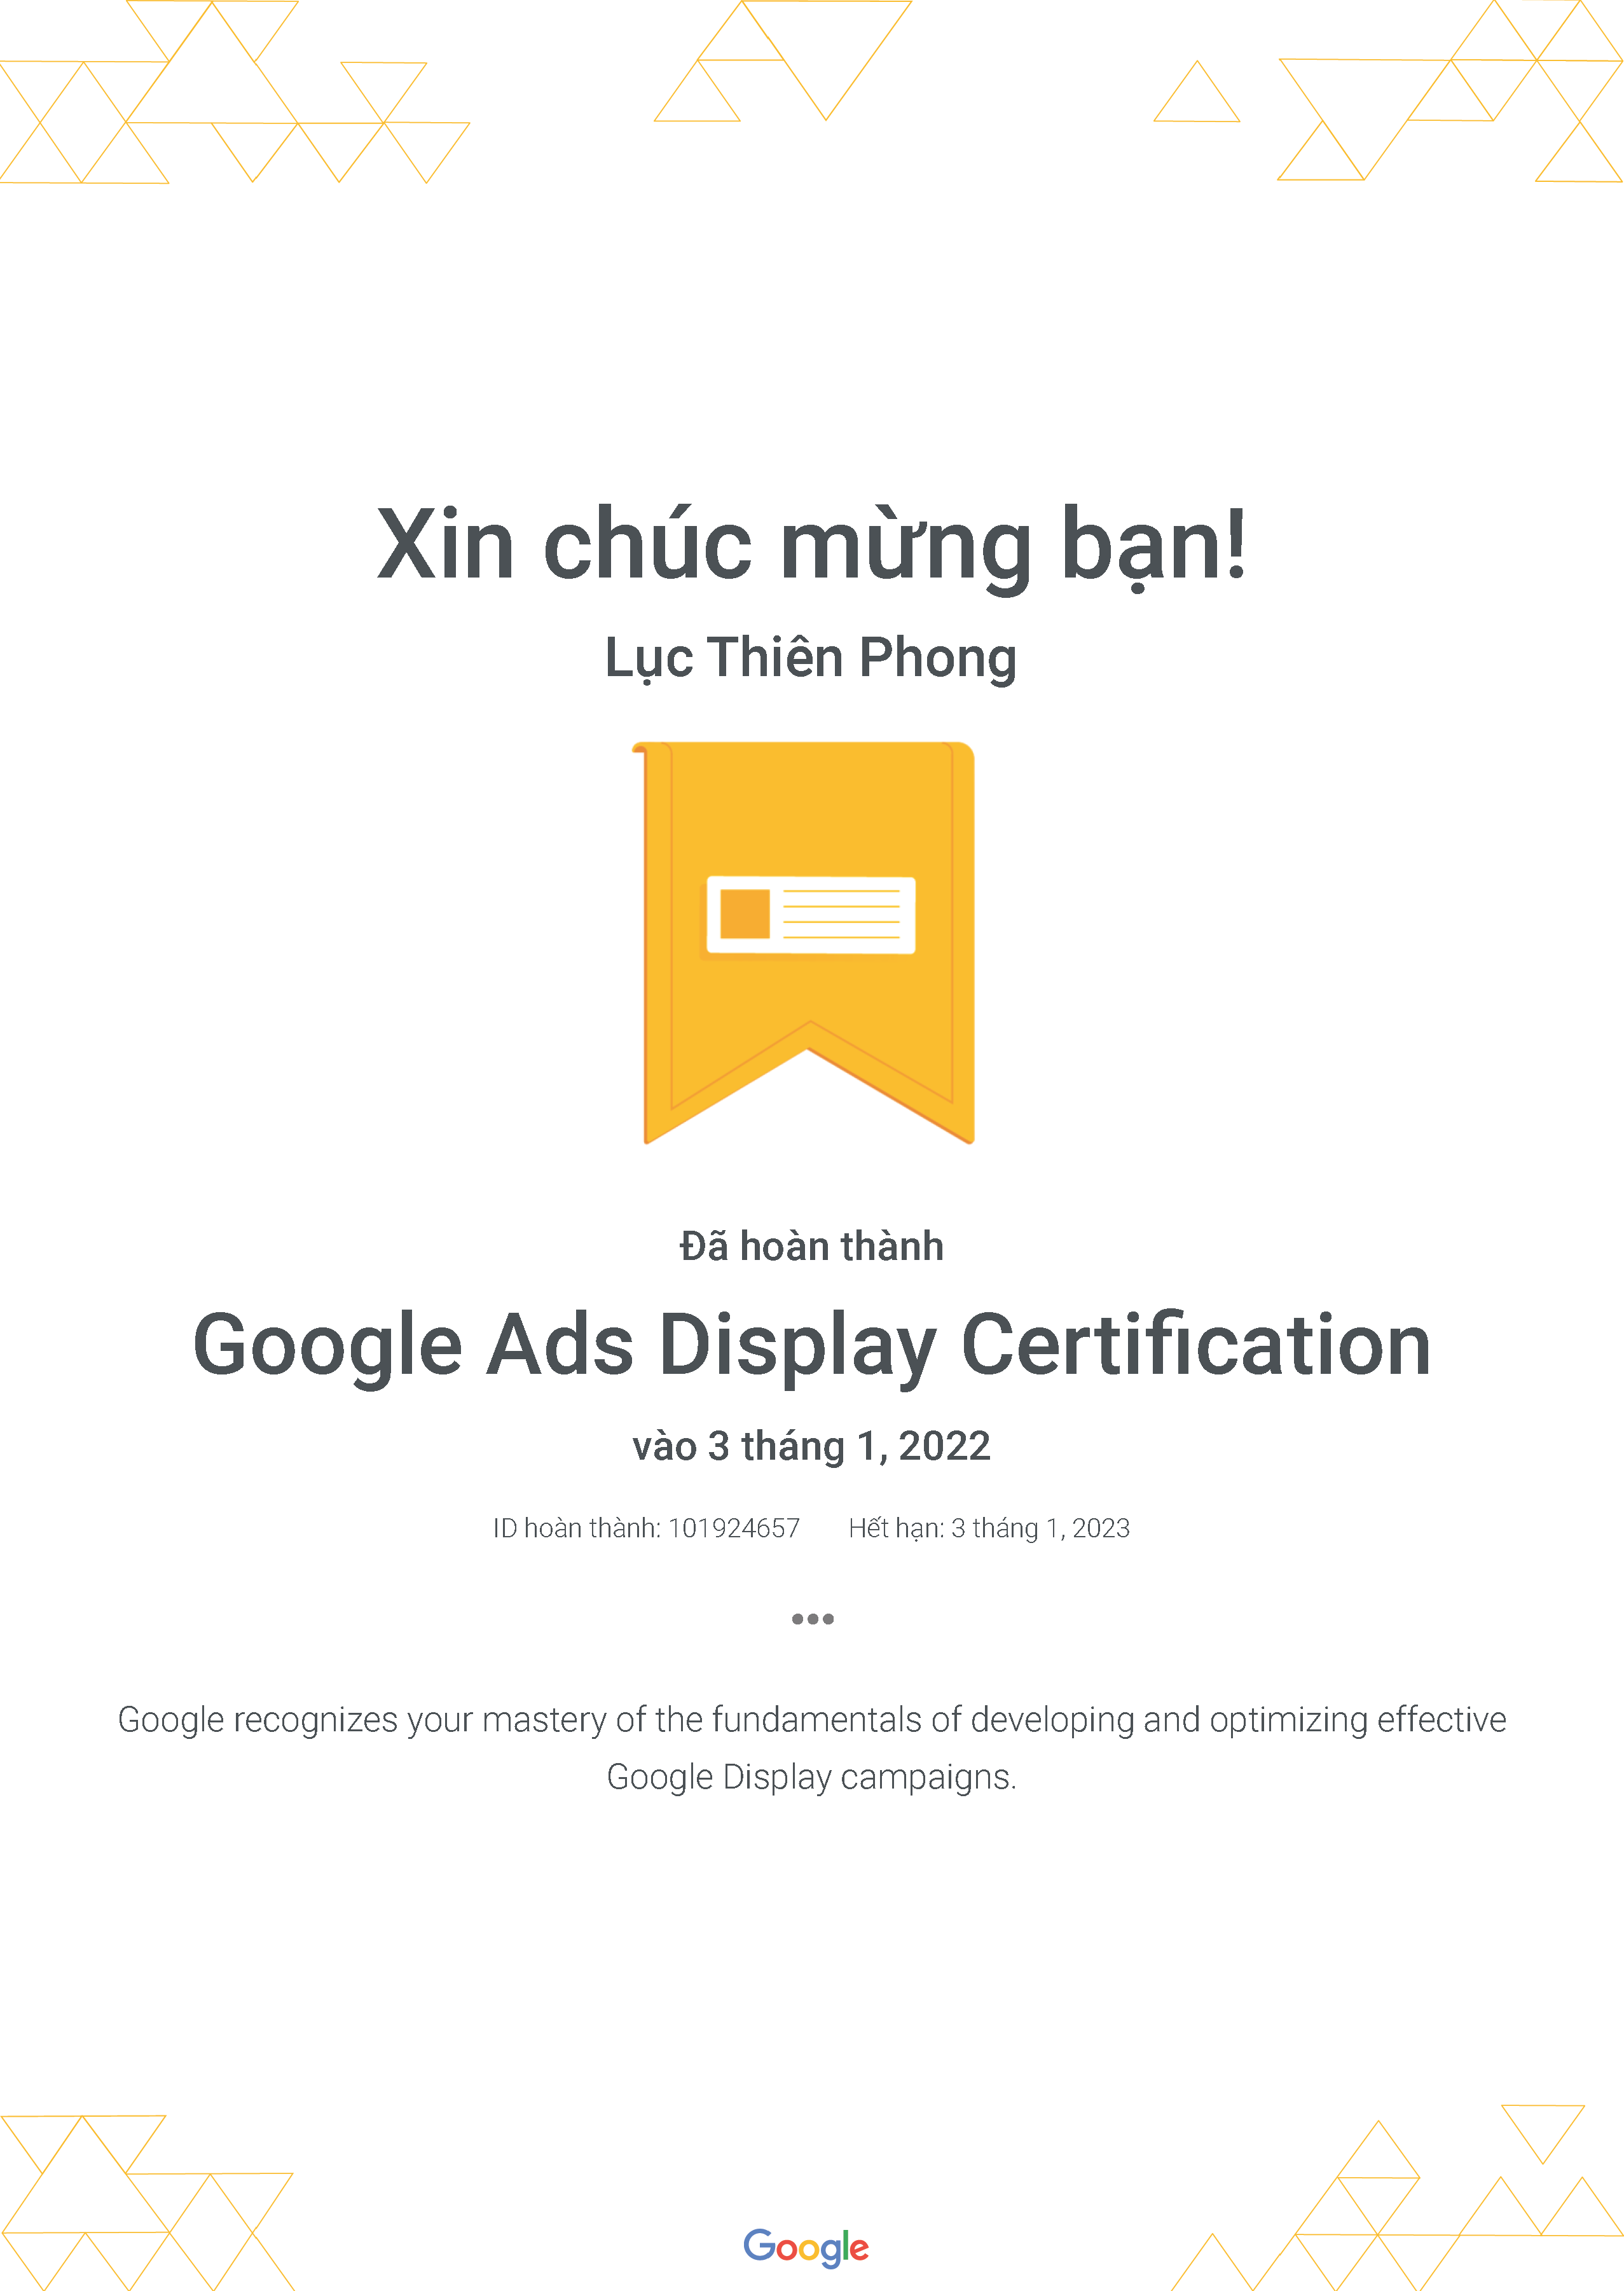 Xin chúc mừng bạn!
Lục Thiên Phong
Đã hoàn thành
Google Ads Display Certification
vào 3 tháng 1, 2022
ID hoàn thành: 101924657 Hết hạn: 3 tháng 1, 2023
•••
Google recognizes your mastery of the fundamentals of developing and optimizing effective
Google Display campaigns.
Google